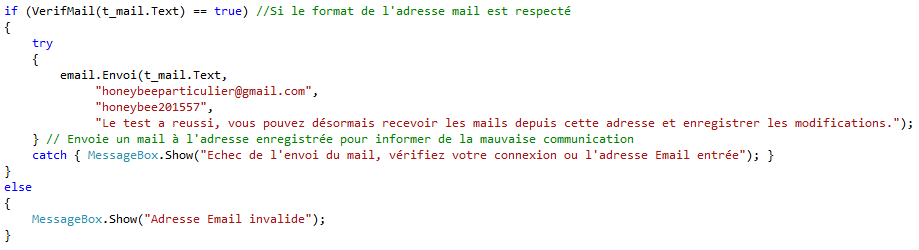 if (VerifMail(t_mail.Text) == true) //Si le format de l'adresse mail est respecté
{
try
{
email.Envoi(t_mail.Text,
"honeybeeparticulier@gmail.com",
"honeybee201557",
"Le test a reussi, vous pouvez désormais recevoir les mails depuis cette adresse et enregistrer les modifications.");
} // Envoie un mail à l'adresse enregistrée pour informer de la mauvaise communication
catch { MessageBox.Show("Echec de l'envoi du mail, vérifiez votre connexion ou l'adresse Email entrée"); }
}
else
{
MessageBox.Show("Adresse Email invalide");
}